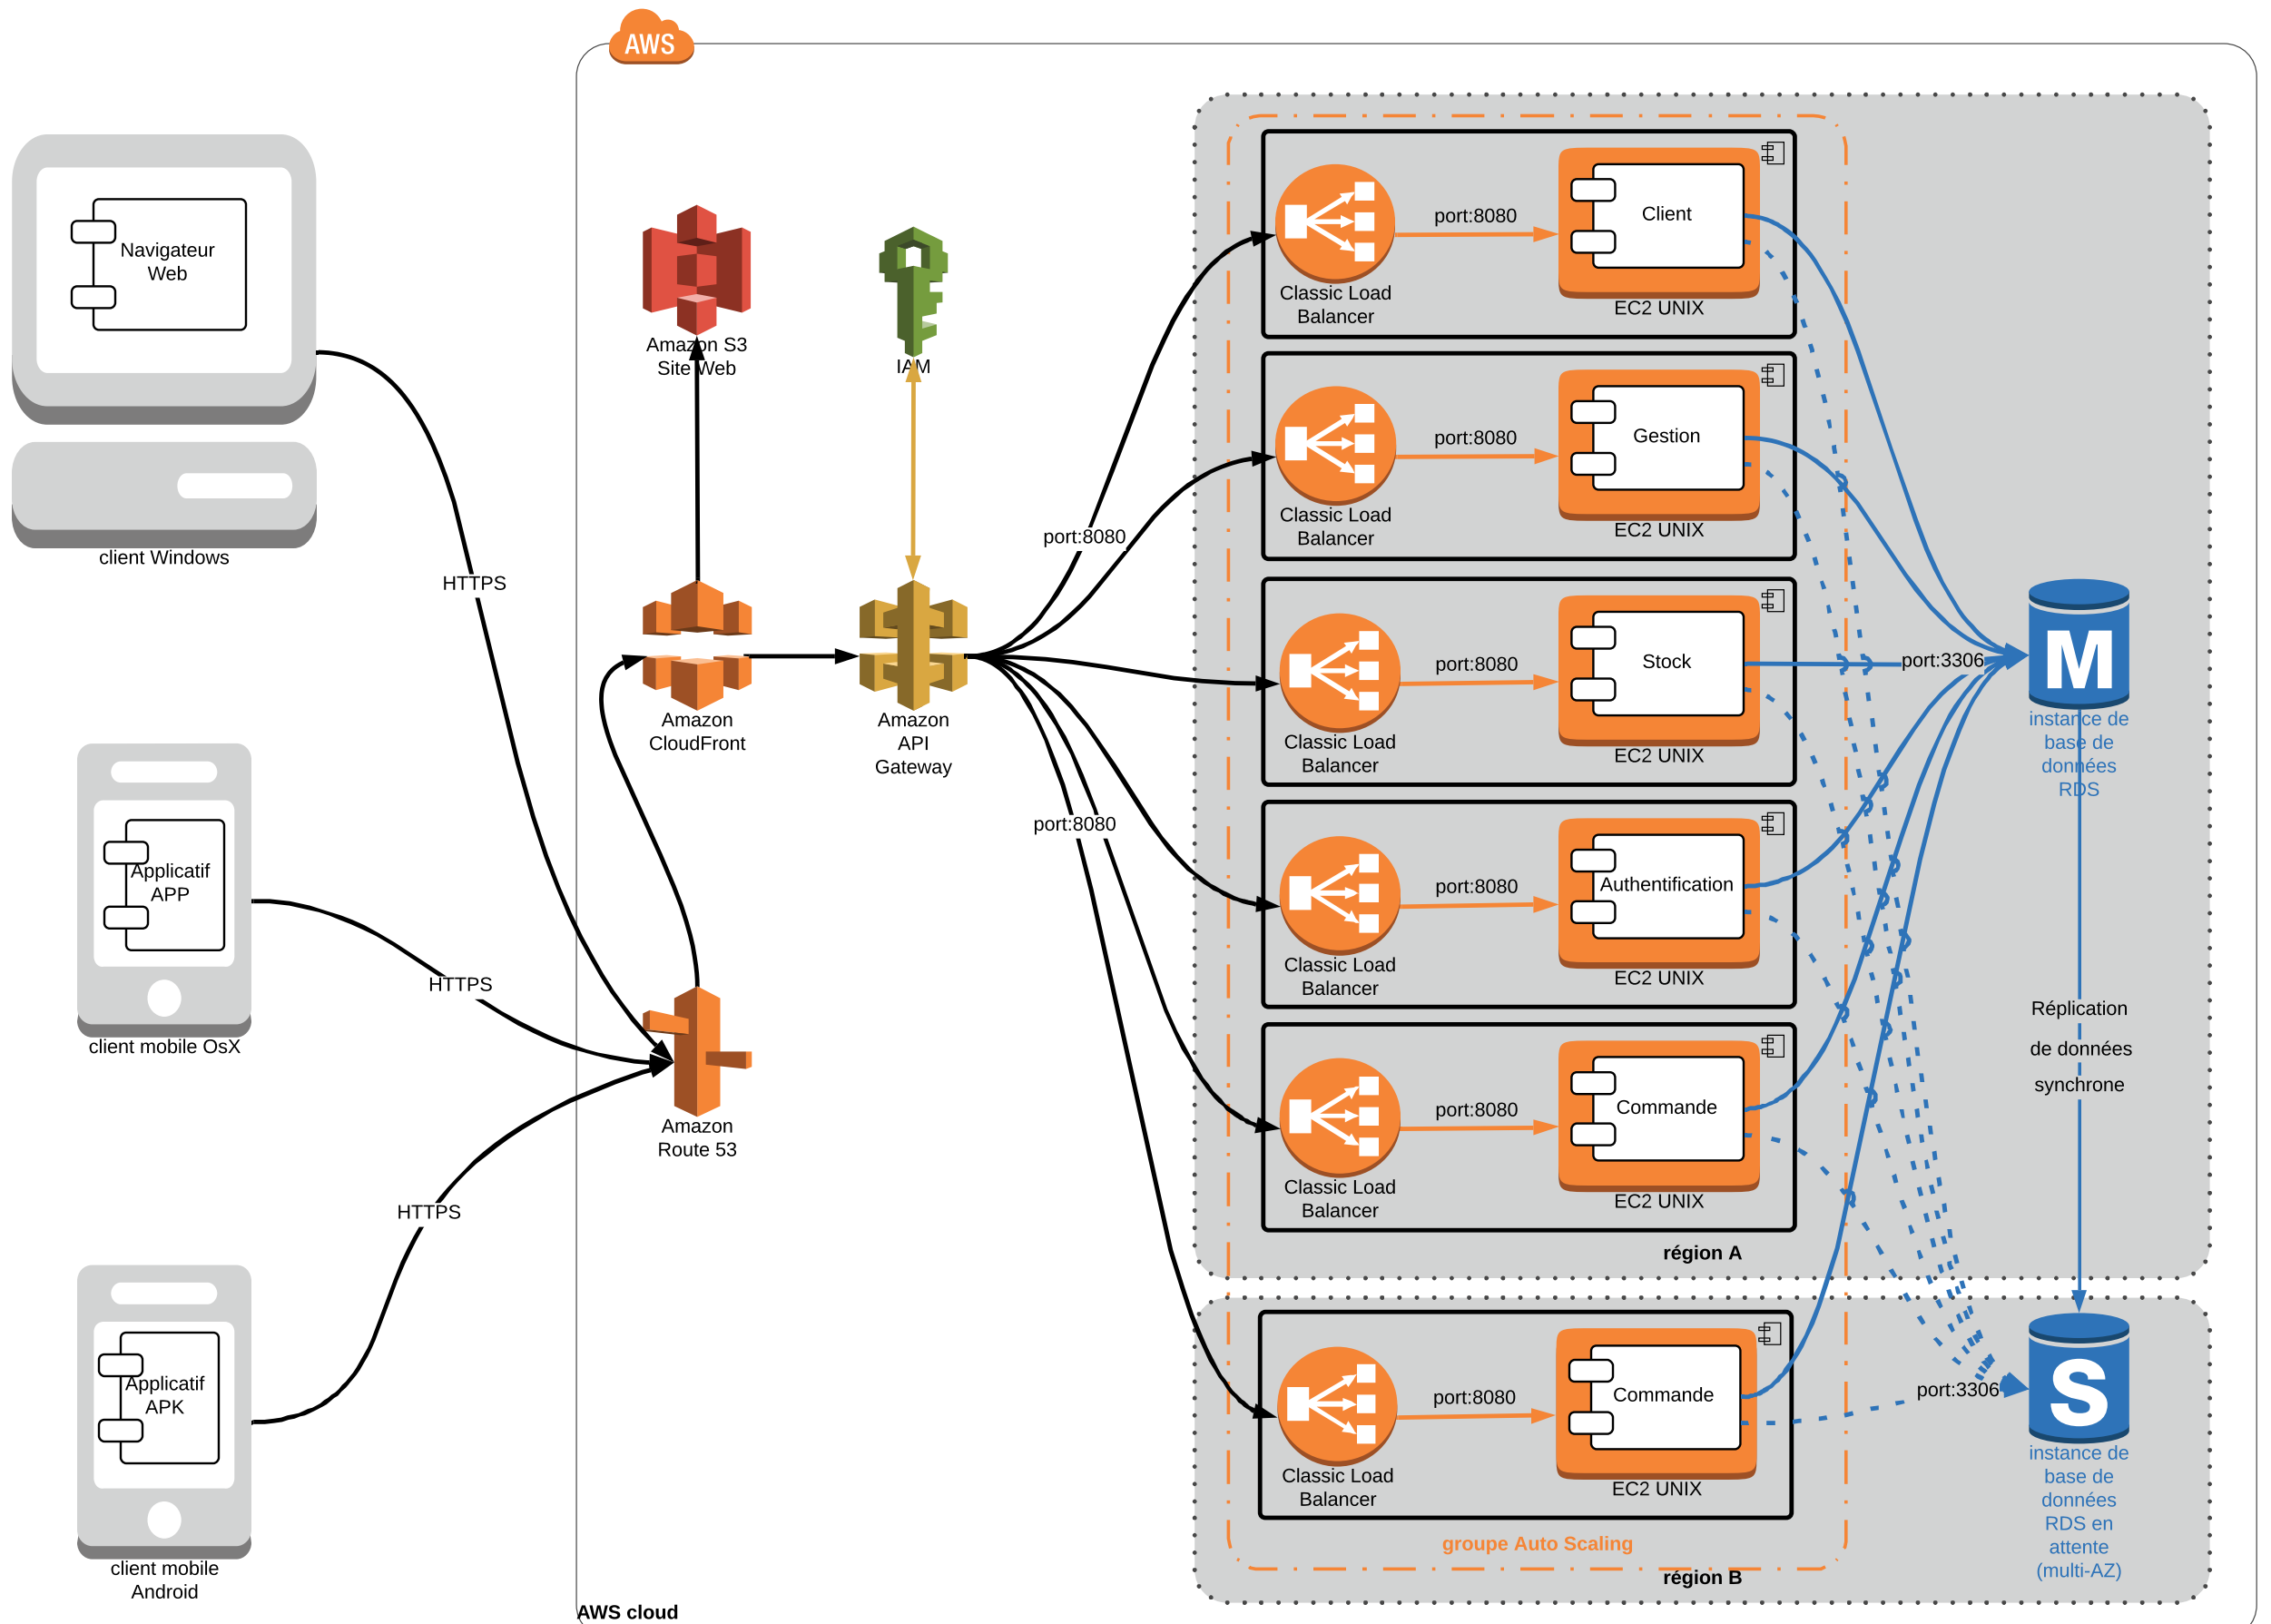 AWS
Navigateur
Web
client Windows
HTTPS
Applicatif
APP
client mobile OsX
HTTPS
Applicatif
APK
client mobile
Android
HTTPS
Amazon S3
Site Web
IAM
Amazon
CloudFront
Amazon
API
Gateway
Amazon
Route 53
port:8080
port:8080
Classic Load
Balancer
port:8080
Client
EC2 UNIX
Classic Load
Balancer
port:8080
Gestion
EC2 UNIX
Classic Load
Balancer
port:8080
Stock
EC2 UNIX
Classic Load
Balancer
port:8080
Authentification
EC2 UNIX
Classic Load
Balancer
port:8080
Commande
EC2 UNIX
région A
port:3306
M
instance de
base de
données
RDS
Réplication
de données
synchrone
Classic Load
Balancer
port:8080
Commande
EC2 UNIX
groupe Auto Scaling
région B
port:3306
S
instance de
base de
données
RDS en
attente
(multi-AZ)
AWS cloud